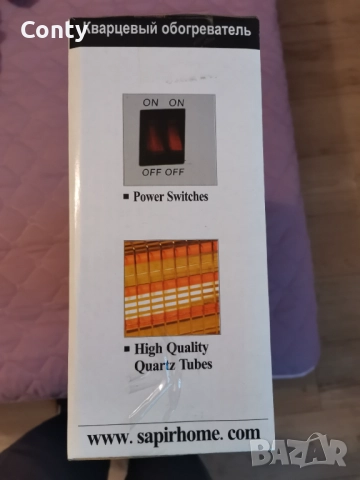 Conty
Кварцевый обогреватель
ON ON
OFF OFF
▪ Power Switches
▪ High Quality
Quartz Tubes
www. sapirhome. com
BAZAR